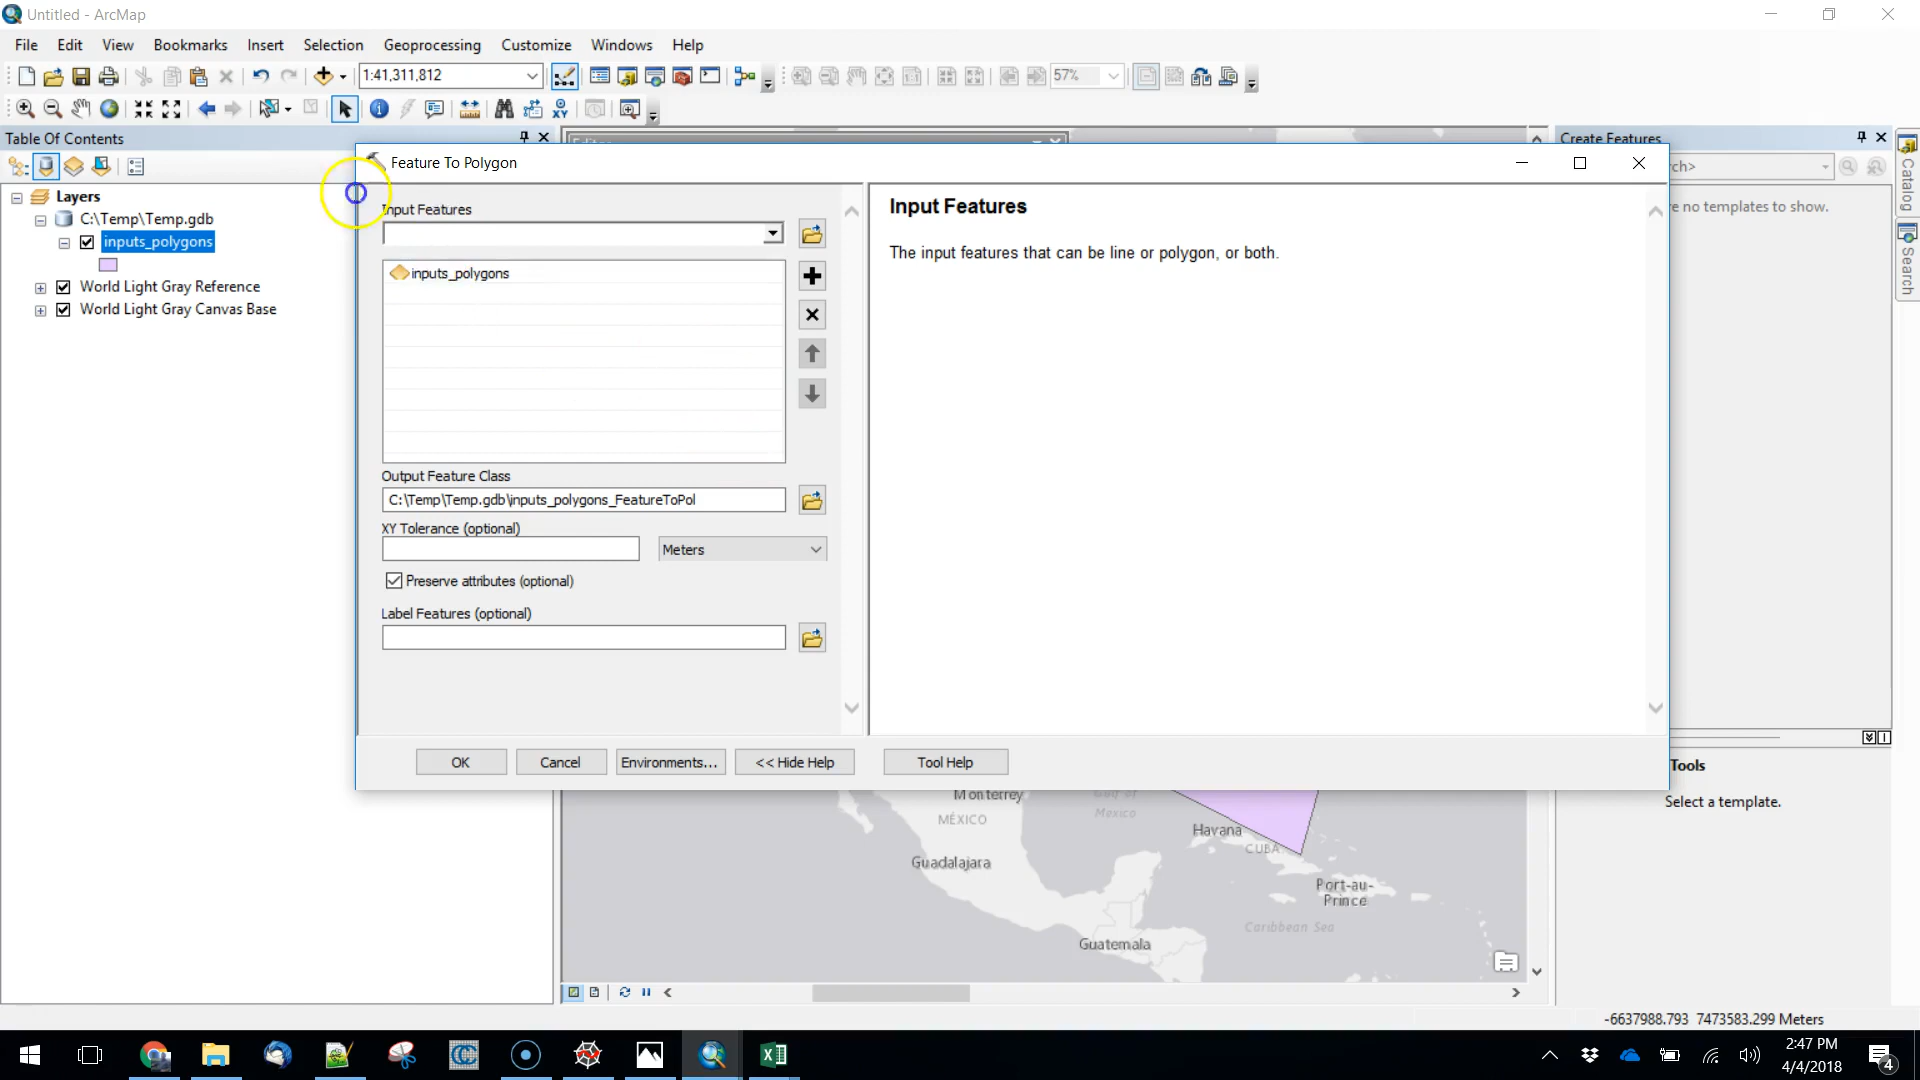 Untitled - ArcMap
File Edit View Bookmarks Insert Selection Geoprocessing Customize Windows Help
1:41,311,812
57%
Table Of Contents
Create Features
Feature To Polygon
Layers
C:\Temp\Temp.gdb
inputs_polygons
World Light Gray Reference
World Light Gray Canvas Base
Input Features
inputs_polygons
Output Feature Class
C:\Temp\Temp.gdb\inputs_polygons_FeatureToPol
XY Tolerance (optional)
Meters
Preserve attributes (optional)
Label Features (optional)
OK Cancel Environments... << Hide Help Tool Help
Input Features
The input features that can be line or polygon, or both.
ch>
e no templates to show.
Catalog
Search
Tools
Select a template.
Monterrey
Gulf of
Mexico
MÉXICO
Havana
CUBA
Guadalajara
Port-au-
Prince
Caribbean Sea
Guatemala
-6637988.793 7473583.299 Meters
2:47 PM
4/4/2018
4